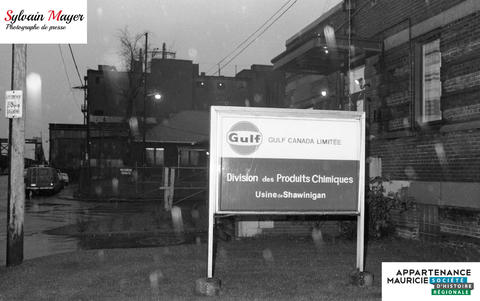 Sylvain Mayer
Photographe de presse
Gulf
GULF CANADA LIMITÉE
Division des Produits Chimiques
Usine de Shawinigan
APPARTENANCE
MAURICIE SOCIÉTÉ
D'HISTOIRE
RÉGIONALE